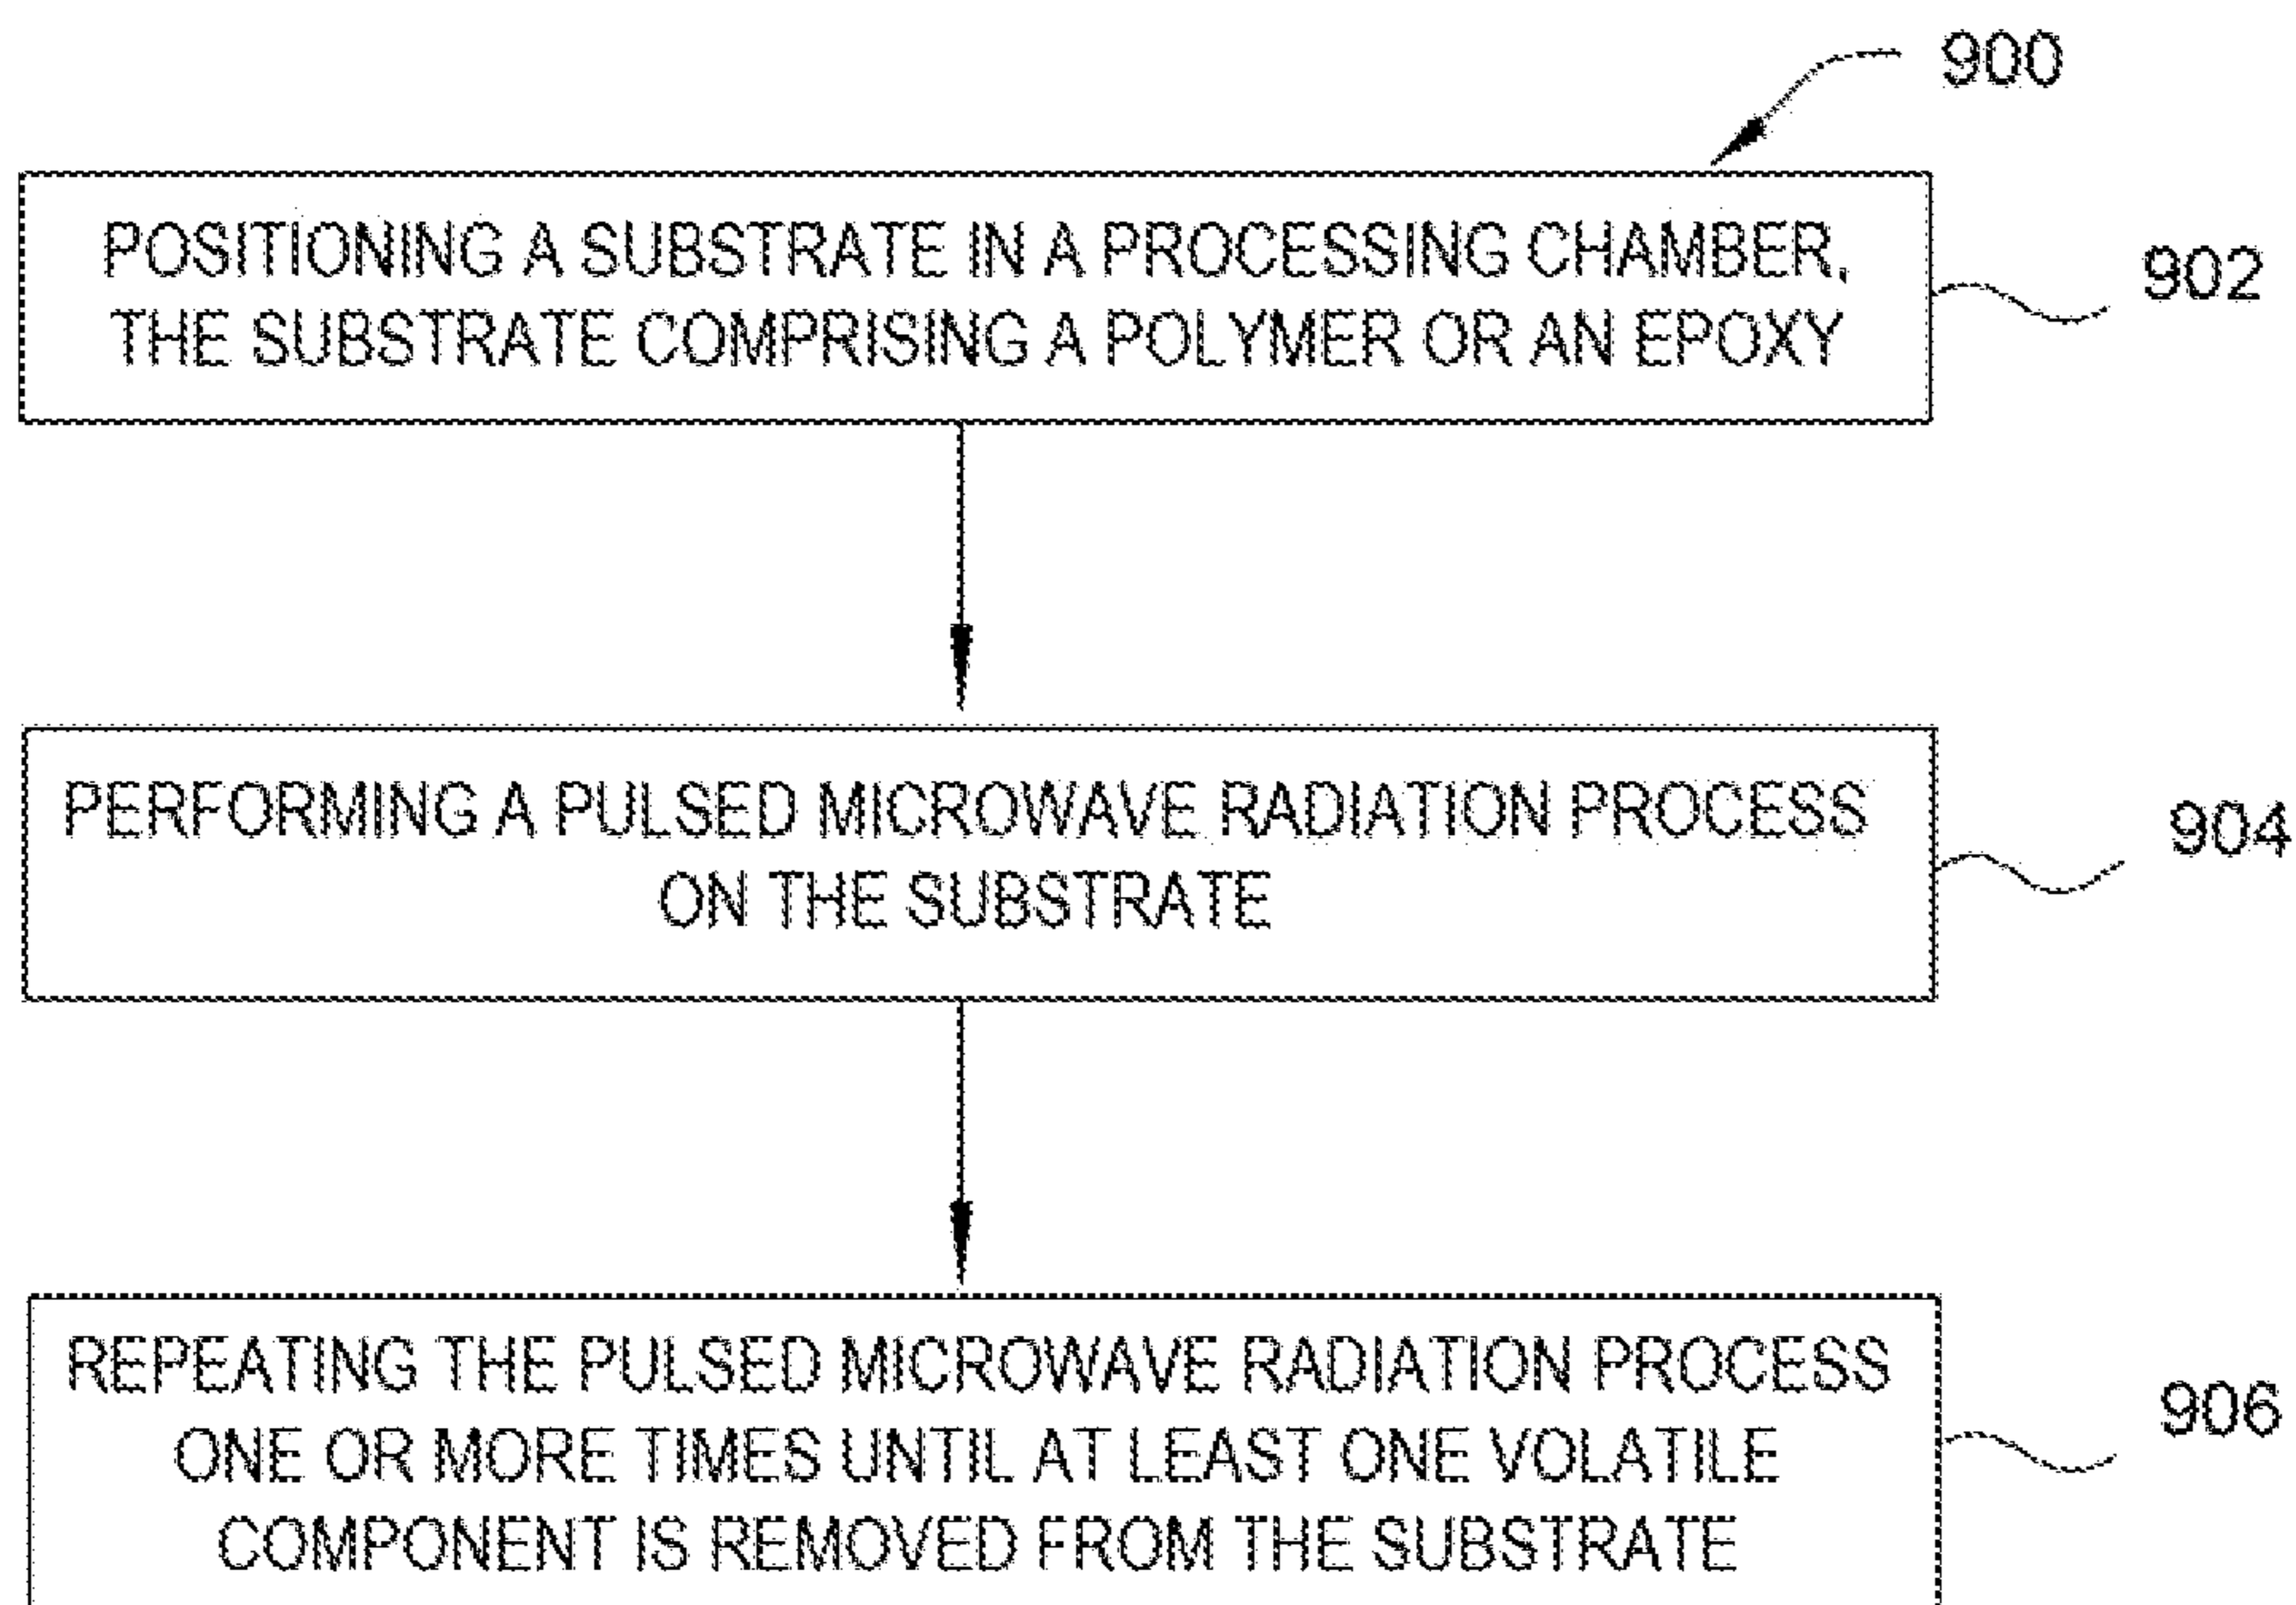 900
POSITIONING A SUBSTRATE IN A PROCESSING CHAMBER,
THE SUBSTRATE COMPRISING A POLYMER OR AN EPOXY
902
PERFORMING A PULSED MICROWAVE RADIATION PROCESS
ON THE SUBSTRATE
904
REPEATING THE PULSED MICROWAVE RADIATION PROCESS
ONE OR MORE TIMES UNTIL AT LEAST ONE VOLATILE
COMPONENT IS REMOVED FROM THE SUBSTRATE
906